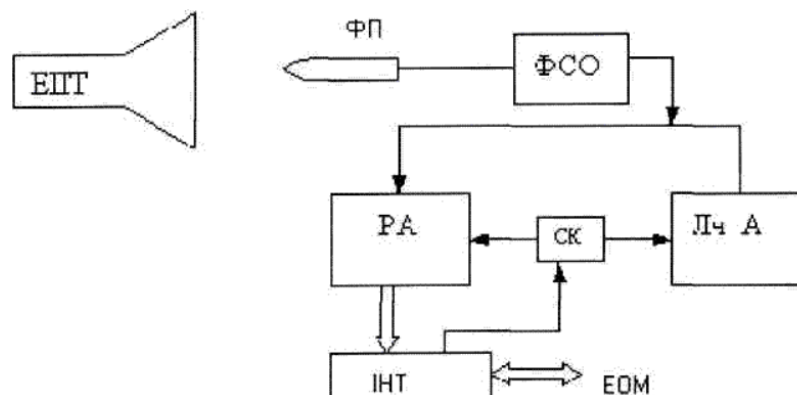 ФП
ЕПТ
ФСО
РА
СК
Лч А
ІНТ
ЕОМ